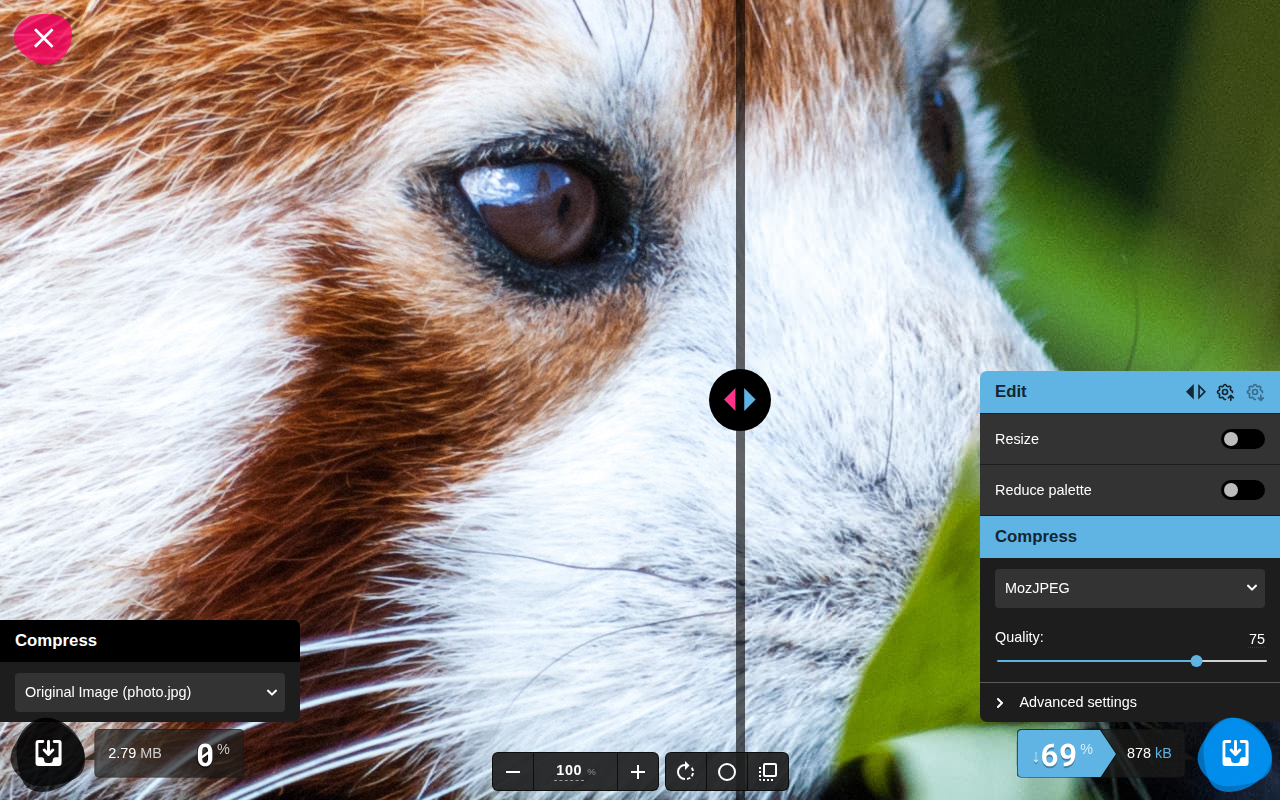 Edit
Resize
Reduce palette
Compress
MozJPEG
Quality: 75
Advanced settings
Compress
Original Image (photo.jpg)
2.79 MB 0 %
100 %
↓69 % 878 kB